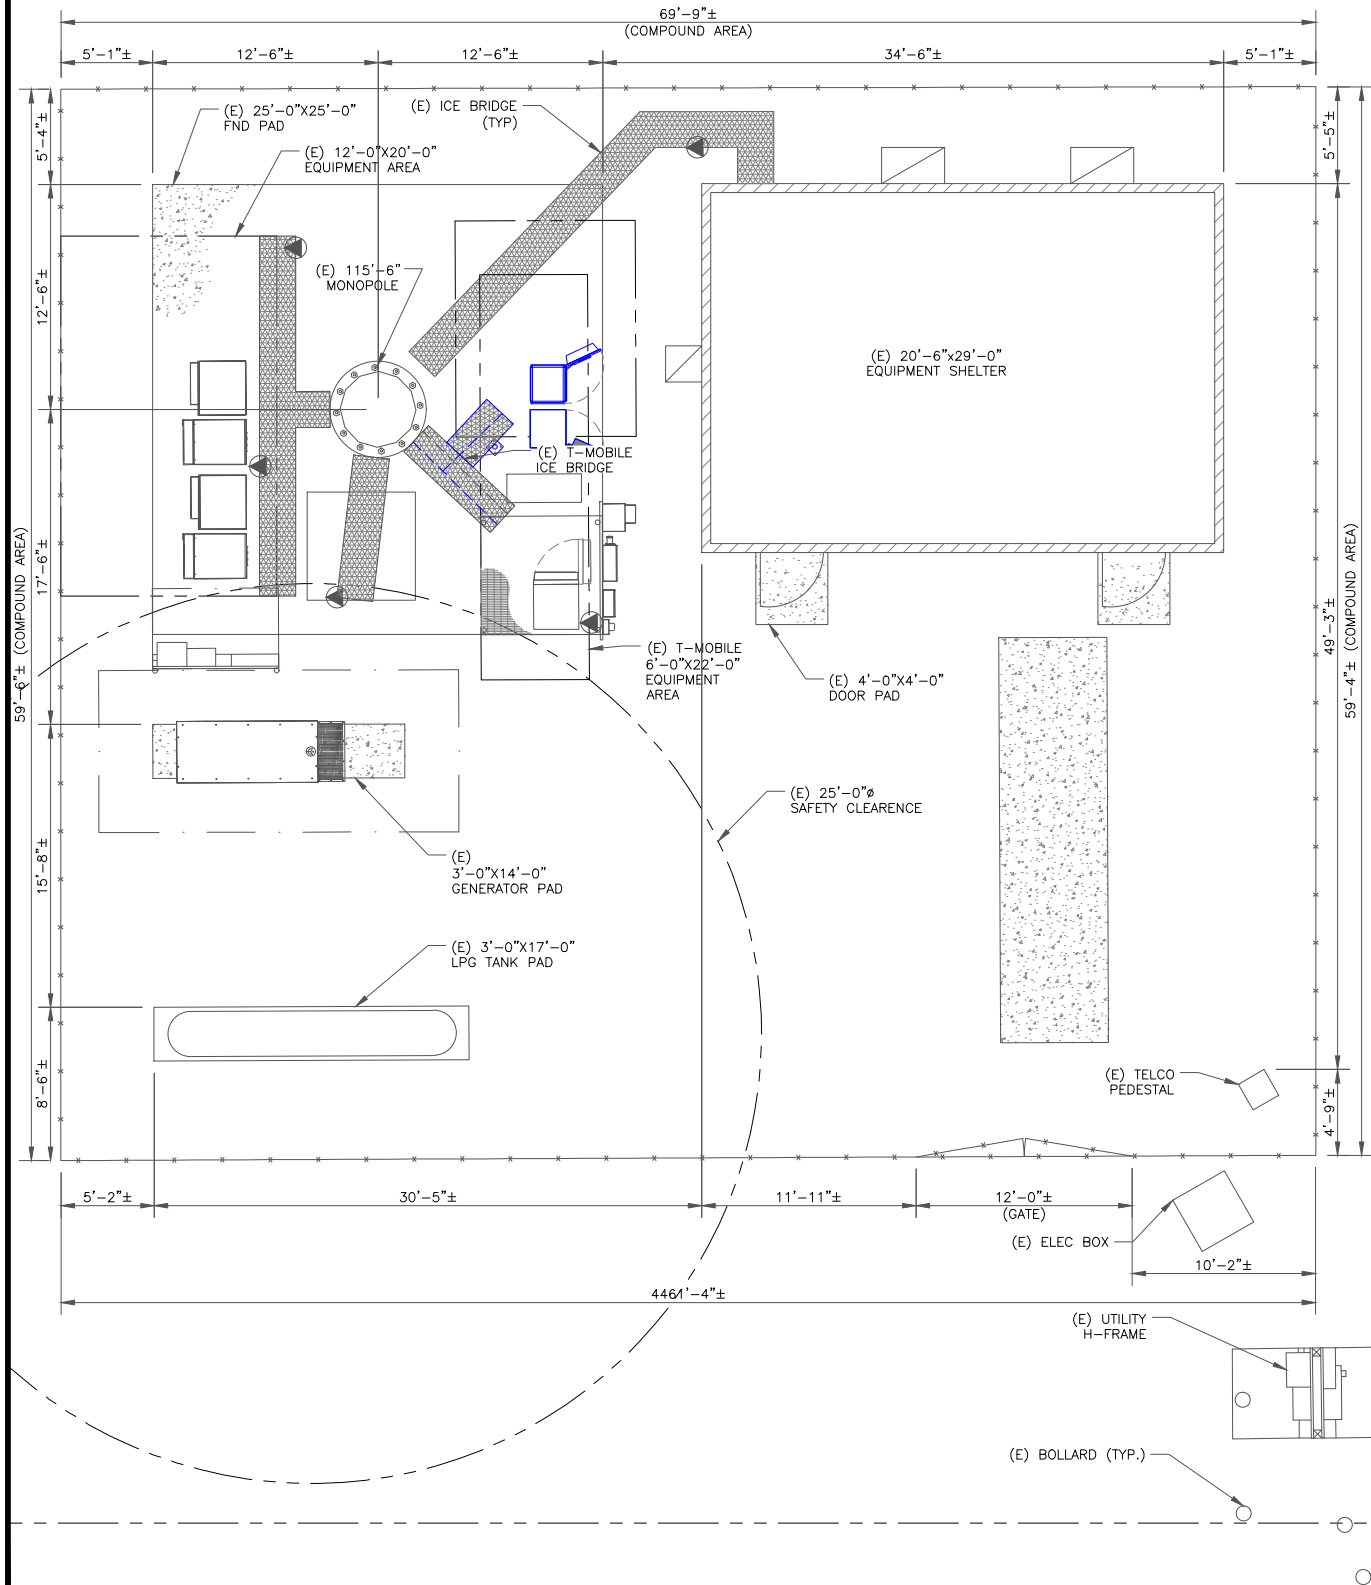 69'-9"±
(COMPOUND AREA)
5'-1"±
12'-6"±
12'-6"±
34'-6"±
5'-1"±
(E) 25'-0"X25'-0"
FND PAD
(E) ICE BRIDGE
(TYP)
5'-4"±
5'-5"±
(E) 12'-0"X20'-0"
EQUIPMENT AREA
(E) 115'-6"
MONOPOLE
12'-6"±
(E) 20'-6"x29'-0"
EQUIPMENT SHELTER
(E) T-MOBILE
ICE BRIDGE
17'-6"±
59'-6"± (COMPOUND AREA)
49'-3"±
59'-4"± (COMPOUND AREA)
(E) T-MOBILE
6'-0"X22'-0"
EQUIPMENT
AREA
(E) 4'-0"X4'-0"
DOOR PAD
(E) 25'-0"ø
SAFETY CLEARENCE
15'-8"±
(E)
3'-0"X14'-0"
GENERATOR PAD
(E) 3'-0"X17'-0"
LPG TANK PAD
8'-6"±
(E) TELCO
PEDESTAL
4'-9"±
5'-2"±
30'-5"±
11'-11"±
12'-0"±
(GATE)
(E) ELEC BOX
10'-2"±
4461'-4"±
(E) UTILITY
H-FRAME
(E) BOLLARD (TYP.)